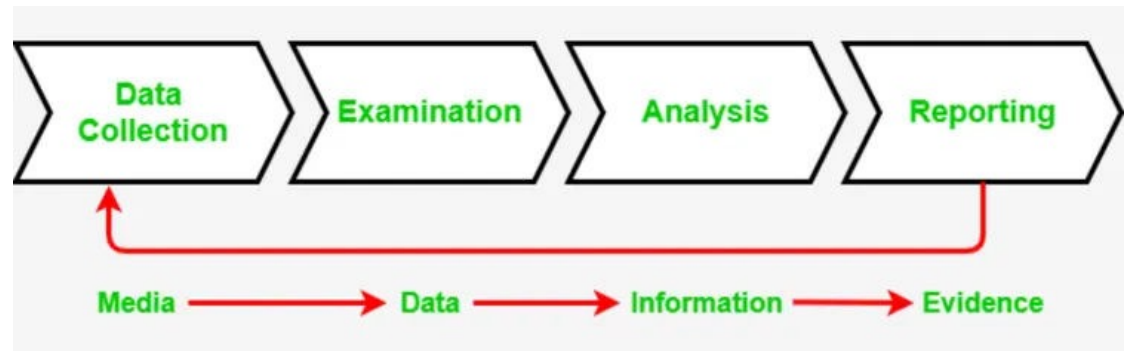 Data
Collection
Examination
Analysis
Reporting
Media
Data
Information
Evidence